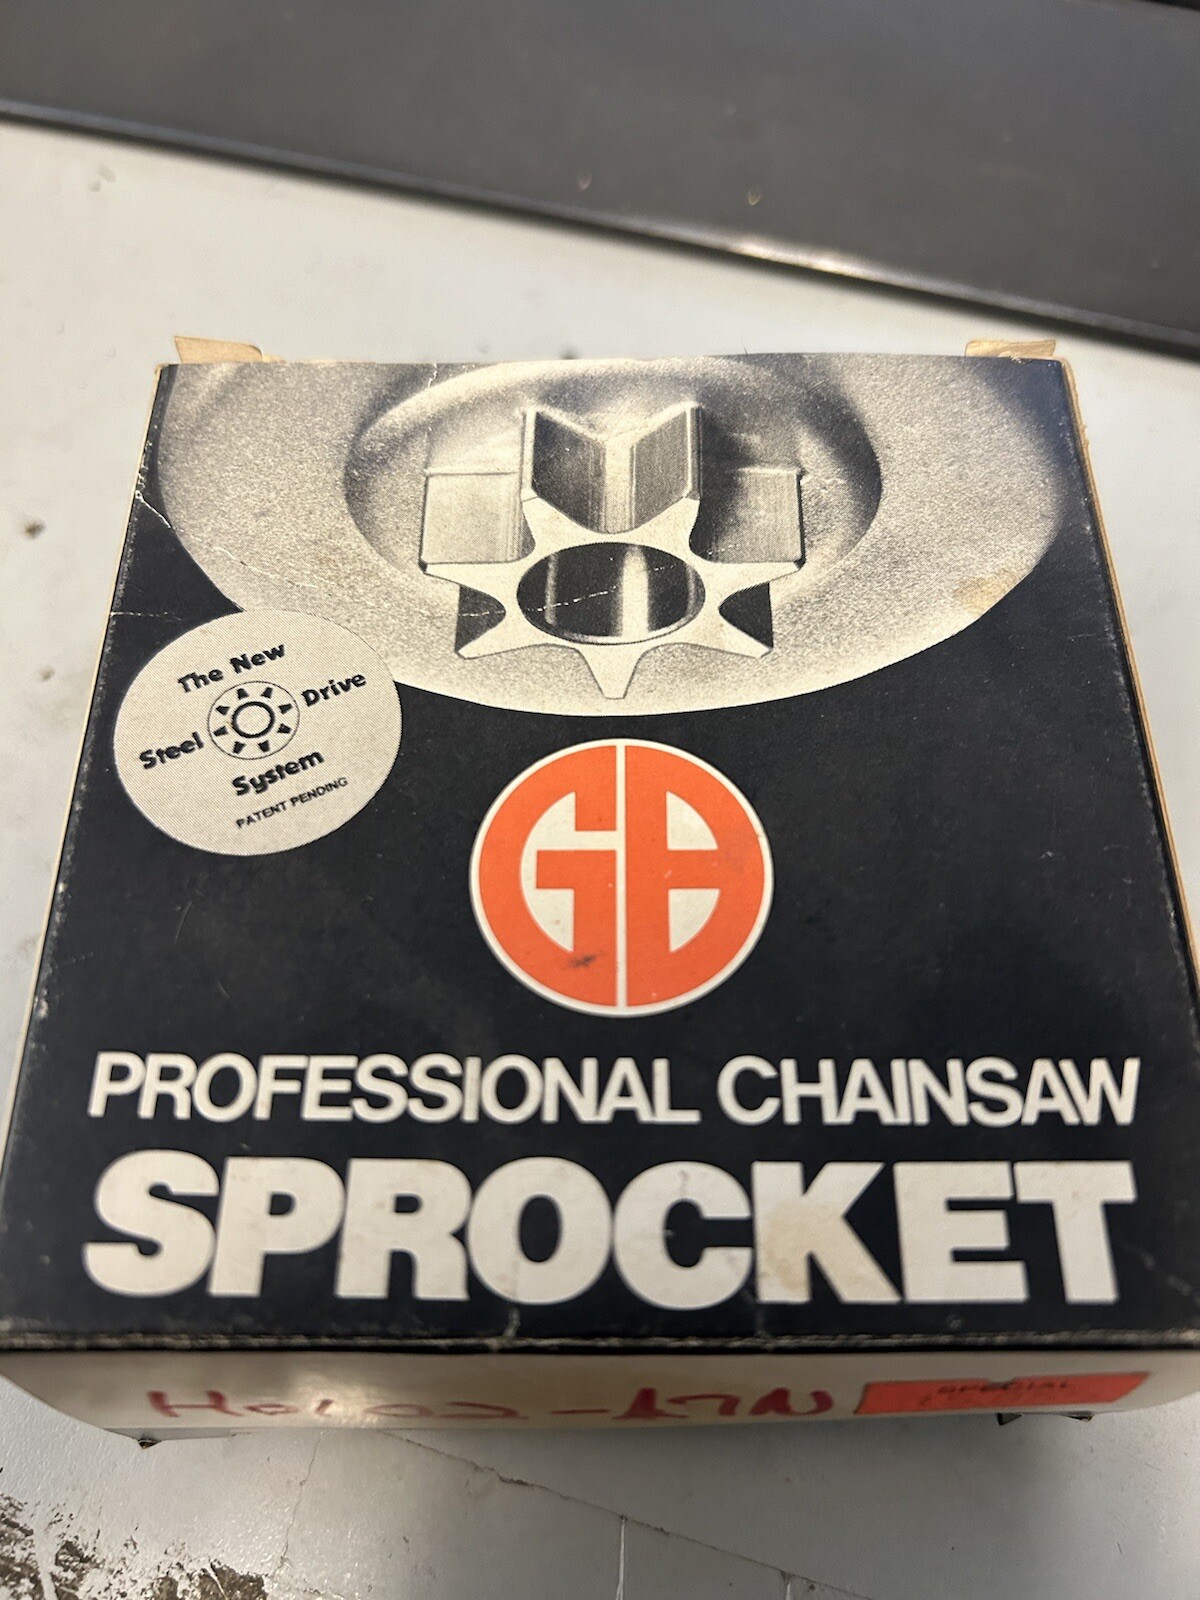 The New
Steel Drive
System
PATENT PENDING
GB
PROFESSIONAL CHAINSAW
SPROCKET
SPECIAL